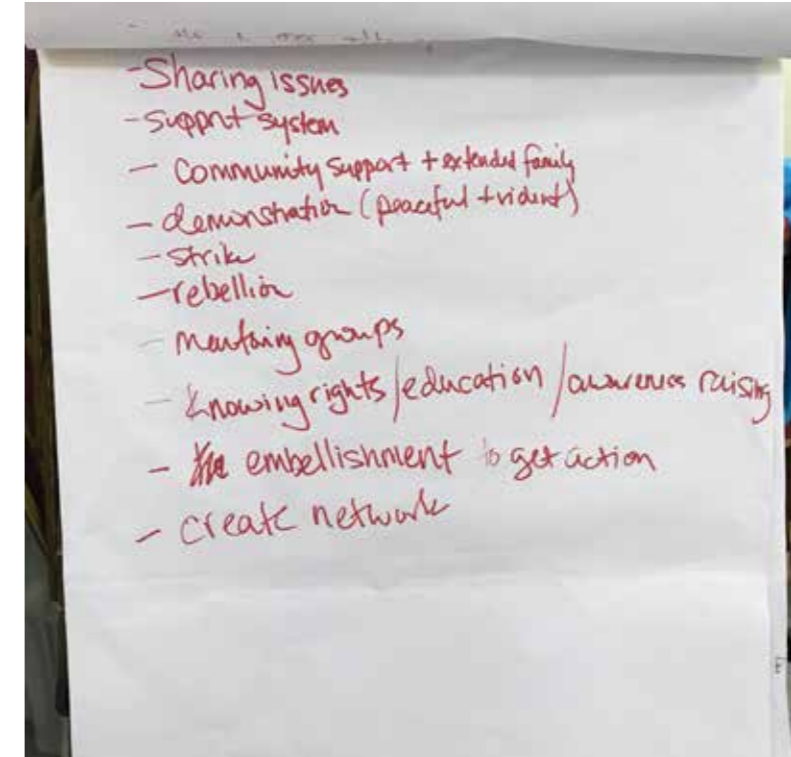 - Sharing issues
- Support system
- Community support + extended family
- demonstration (peaceful + violent)
- strike
- rebellion
- mentoring groups
- knowing rights / education / awareness raising
- embellishment to get action
- create network